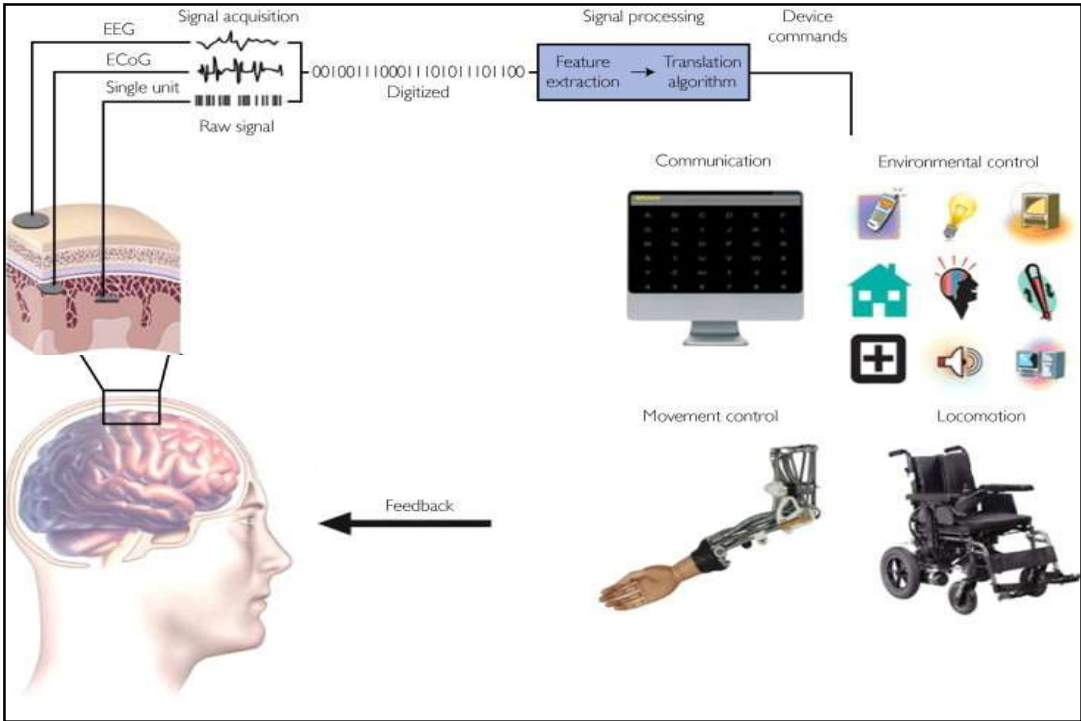 Signal acquisition
EEG
ECoG
Single unit
Raw signal
0010011100011101011101100
Digitized
Signal processing
Feature
extraction
Translation
algorithm
Device
commands
Communication
Environmental control
Movement control
Locomotion
Feedback